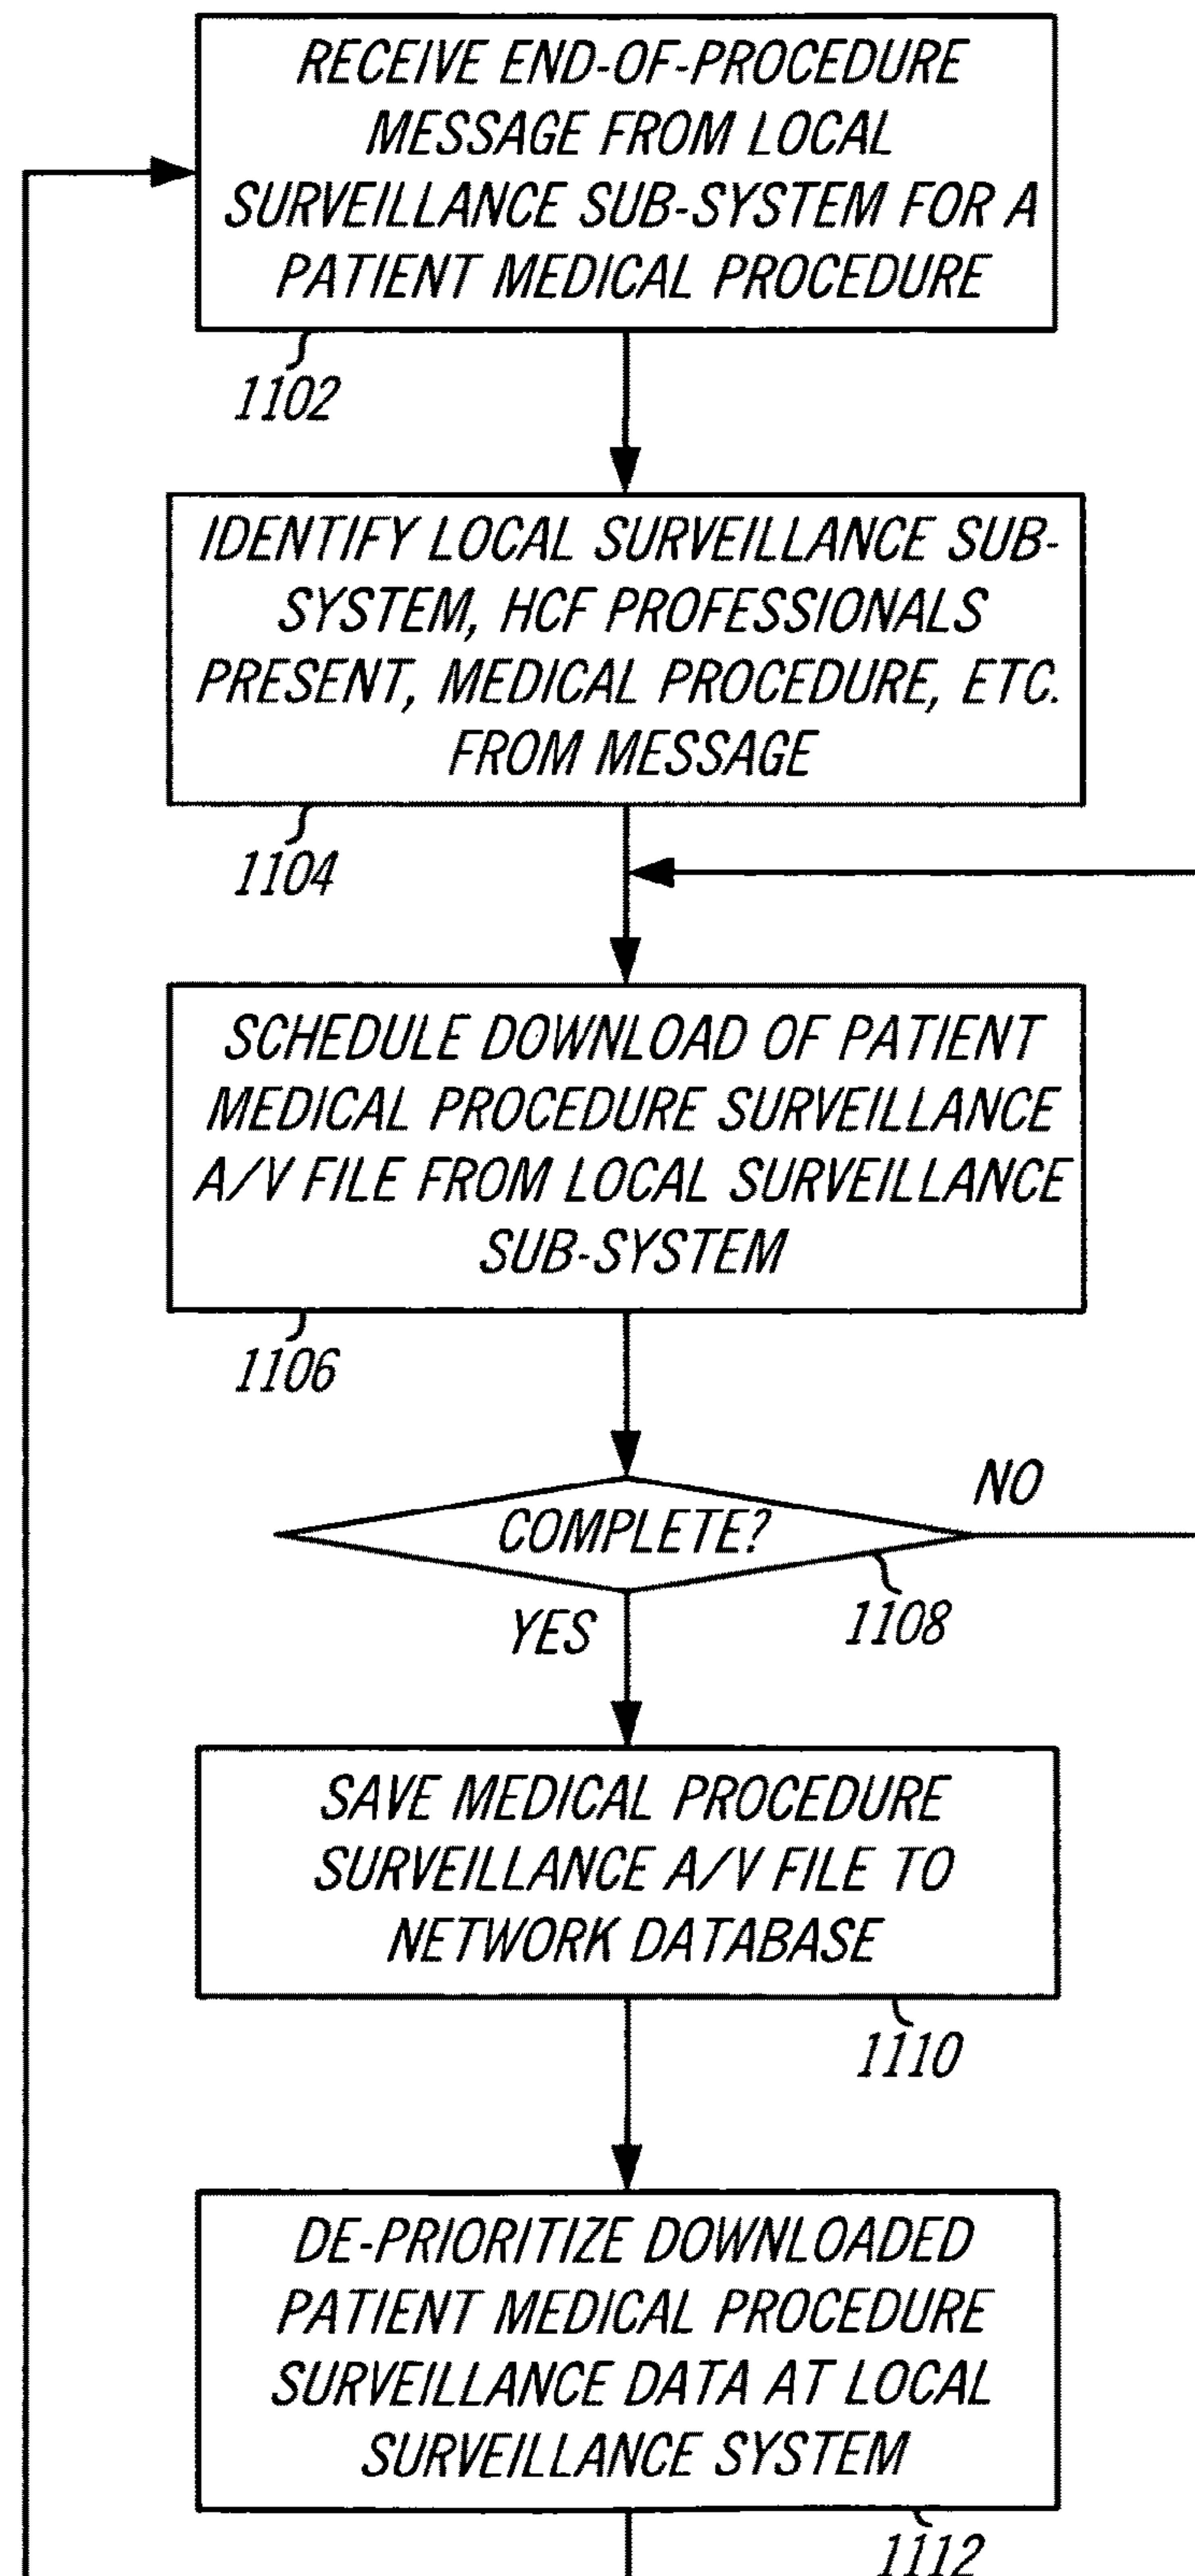 RECEIVE END-OF-PROCEDURE
MESSAGE FROM LOCAL
SURVEILLANCE SUB-SYSTEM FOR A
PATIENT MEDICAL PROCEDURE
1102
IDENTIFY LOCAL SURVEILLANCE SUB-
SYSTEM, HCF PROFESSIONALS
PRESENT, MEDICAL PROCEDURE, ETC.
FROM MESSAGE
1104
SCHEDULE DOWNLOAD OF PATIENT
MEDICAL PROCEDURE SURVEILLANCE
A/V FILE FROM LOCAL SURVEILLANCE
SUB-SYSTEM
1106
COMPLETE?
NO
1108
YES
SAVE MEDICAL PROCEDURE
SURVEILLANCE A/V FILE TO
NETWORK DATABASE
1110
DE-PRIORITIZE DOWNLOADED
PATIENT MEDICAL PROCEDURE
SURVEILLANCE DATA AT LOCAL
SURVEILLANCE SYSTEM
1112